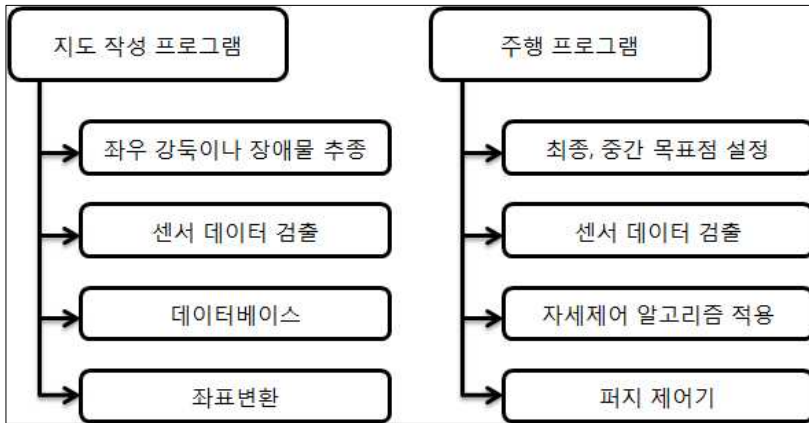 지도 작성 프로그램
좌우 강둑이나 장애물 추종
센서 데이터 검출
데이터베이스
좌표변환
주행 프로그램
최종, 중간 목표점 설정
센서 데이터 검출
자세제어 알고리즘 적용
퍼지 제어기